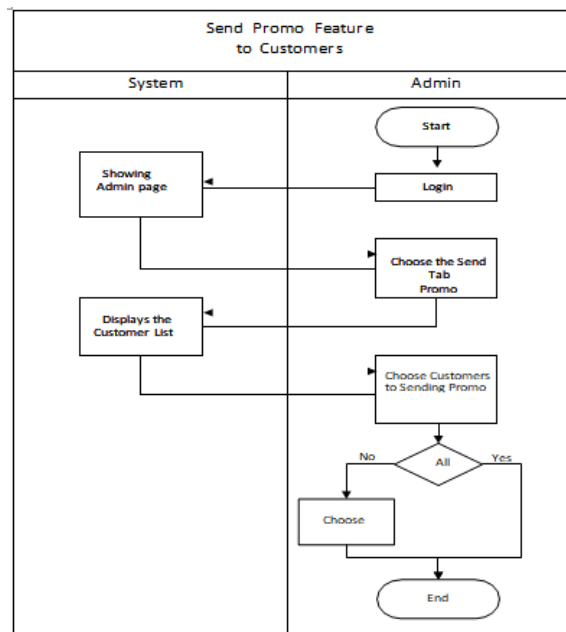 Send Promo Feature
to Customers
System
Admin
Start
Login
Showing
Admin page
Choose the Send
Tab
Promo
Displays the
Customer List
Choose Customers
to Sending Promo
All
No
Yes
Choose
End